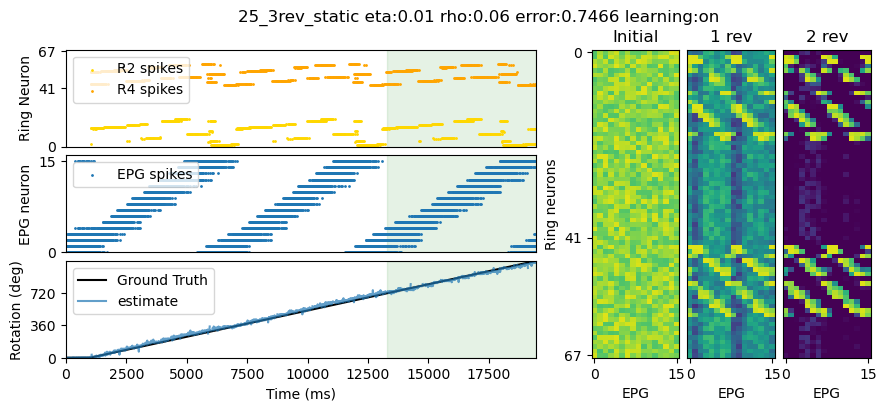 25_3rev_static eta:0.01 rho:0.06 error:0.7466 learning:on
Initial
1 rev
2 rev
Ring Neuron
67
41
0
R2 spikes
R4 spikes
EPG neuron
15
0
EPG spikes
Rotation (deg)
720
360
0
Ground Truth
estimate
0
2500
5000
7500
10000
12500
15000
17500
Time (ms)
Ring neurons
0
41
67
0
15
EPG
0
15
EPG
0
15
EPG